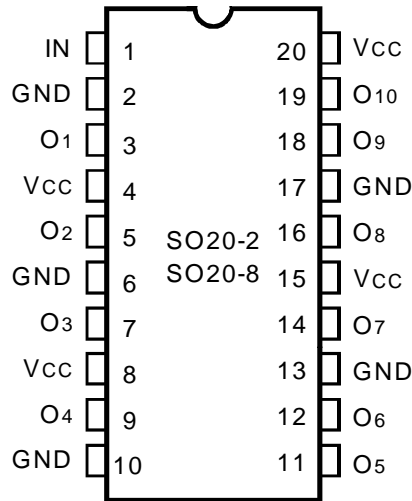 IN 1 20 VCC
GND 2 19 O10
O1 3 18 O9
VCC 4 17 GND
O2 5 SO20-2 16 O8
GND 6 SO20-8 15 VCC
O3 7 14 O7
VCC 8 13 GND
O4 9 12 O6
GND 10 11 O5